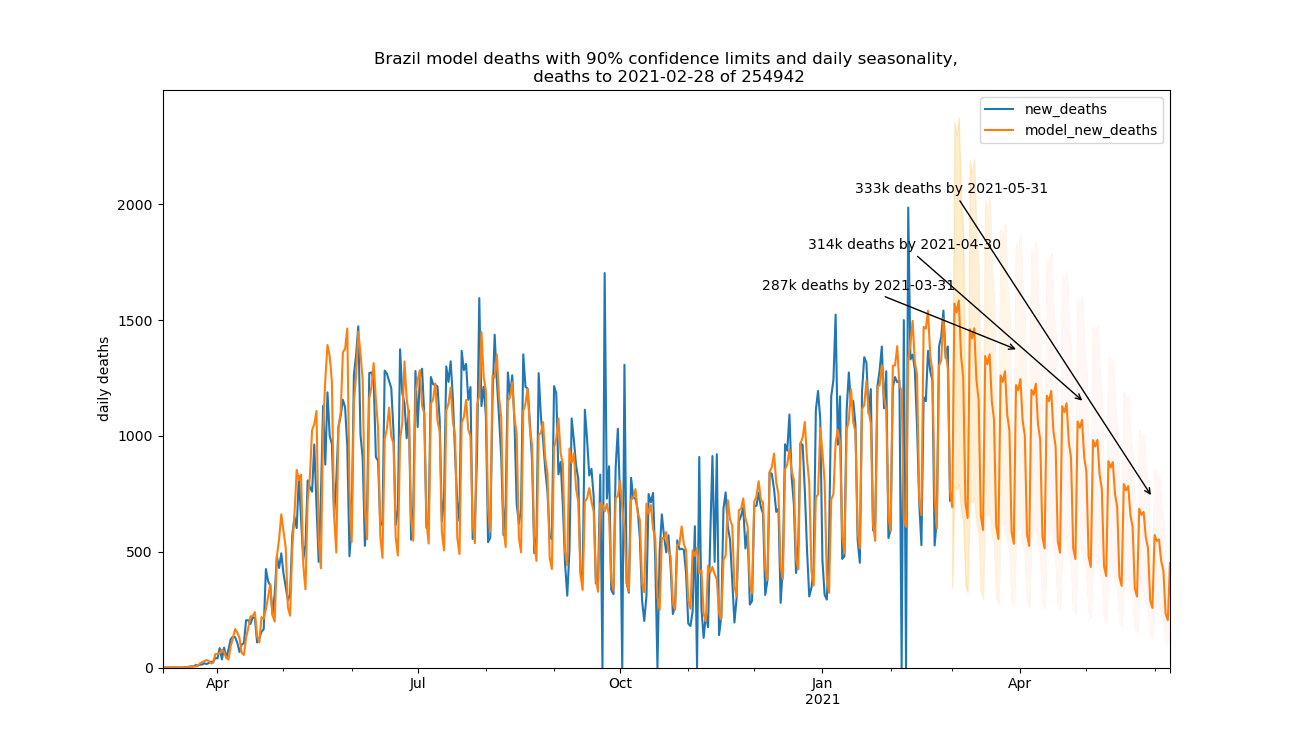 Brazil model deaths with 90% confidence limits and daily seasonality,
deaths to 2021-02-28 of 254942
new_deaths
model_new_deaths
333k deaths by 2021-05-31
314k deaths by 2021-04-30
287k deaths by 2021-03-31
daily deaths
2000
1500
1000
500
0
Apr
Jul
Oct
Jan
2021
Apr